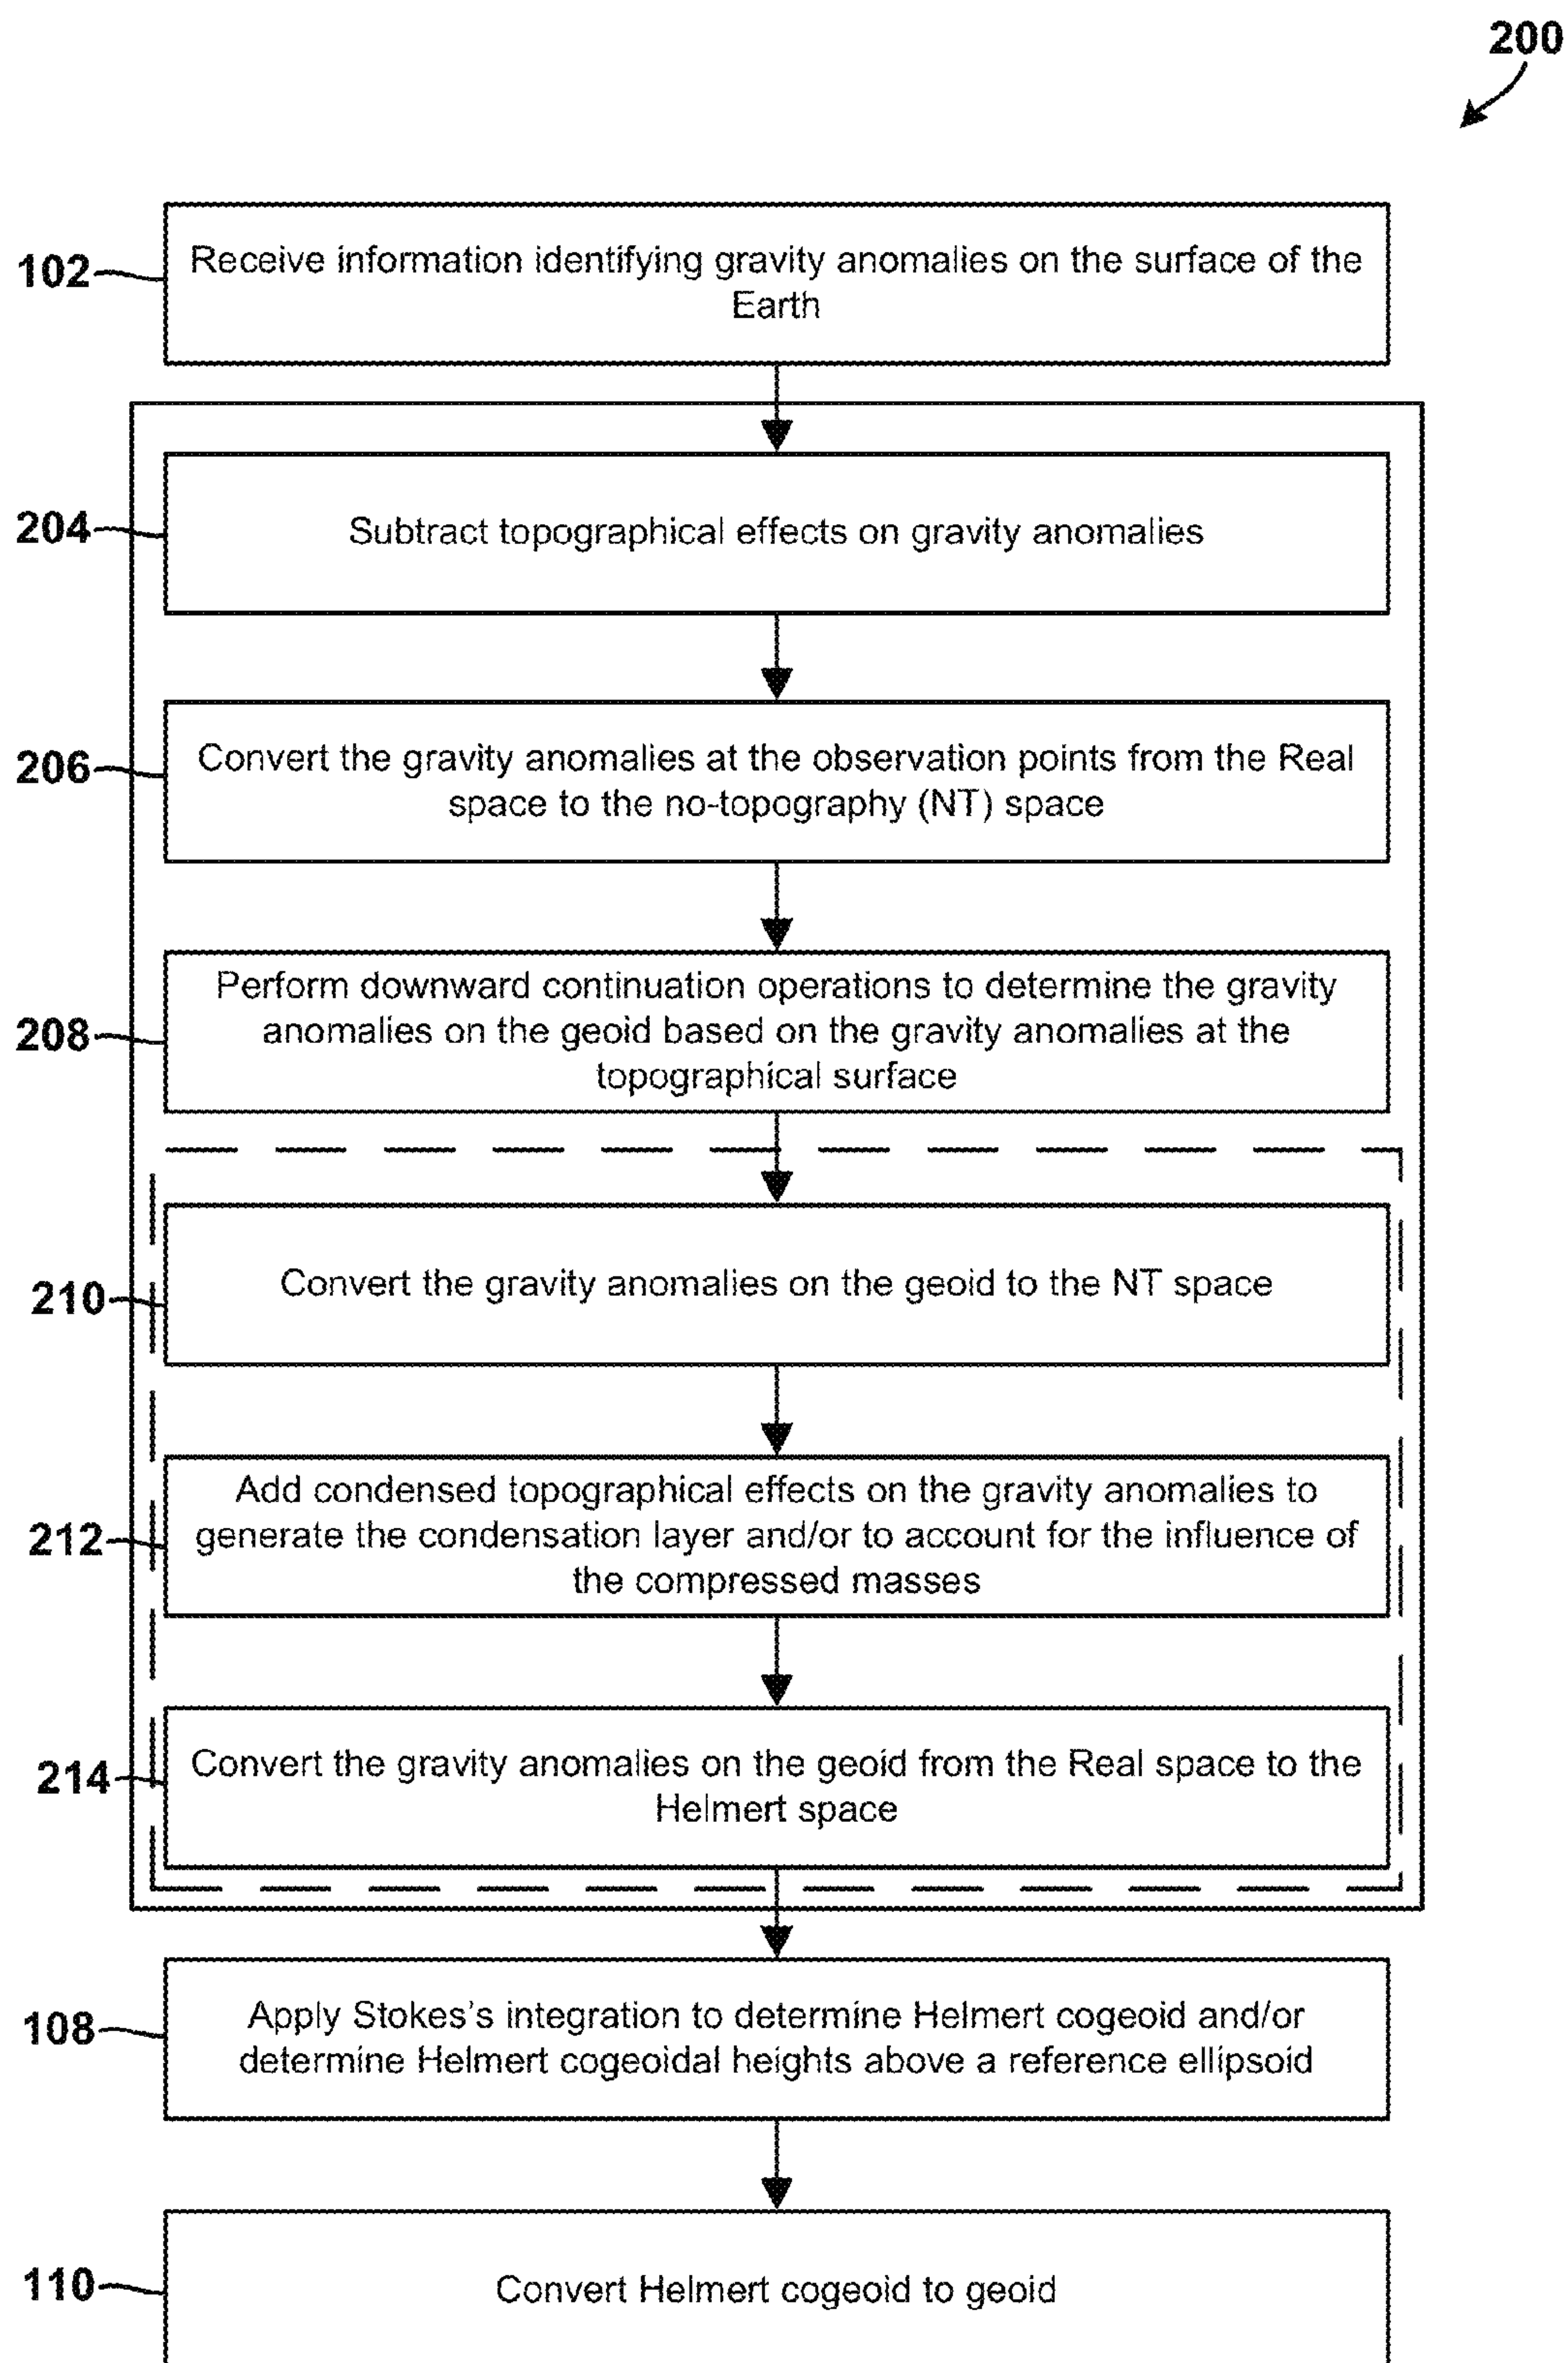 200
102
Receive information identifying gravity anomalies on the surface of the
Earth
204
Subtract topographical effects on gravity anomalies
206
Convert the gravity anomalies at the observation points from the Real
space to the no-topography (NT) space
208
Perform downward continuation operations to determine the gravity
anomalies on the geoid based on the gravity anomalies at the
topographical surface
210
Convert the gravity anomalies on the geoid to the NT space
212
Add condensed topographical effects on the gravity anomalies to
generate the condensation layer and/or to account for the influence of
the compressed masses
214
Convert the gravity anomalies on the geoid from the Real space to the
Helmert space
108
Apply Stokes's integration to determine Helmert cogeoid and/or
determine Helmert cogeoidal heights above a reference ellipsoid
110
Convert Helmert cogeoid to geoid